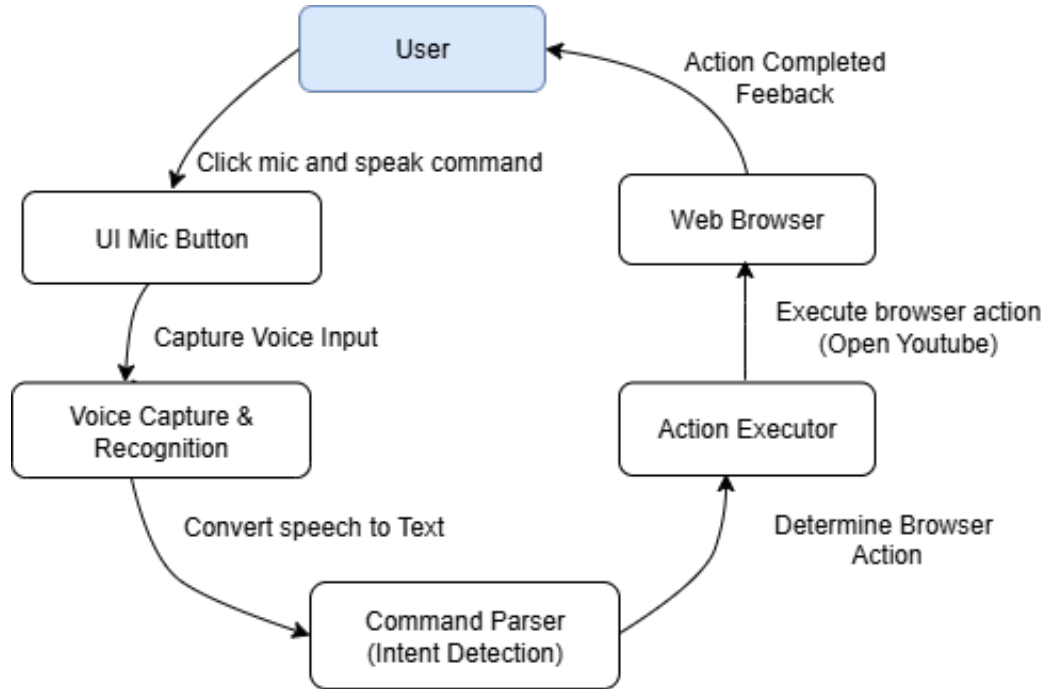 User
Action Completed
Feeback
Click mic and speak command
UI Mic Button
Web Browser
Capture Voice Input
Execute browser action
(Open Youtube)
Voice Capture &
Recognition
Action Executor
Convert speech to Text
Determine Browser
Action
Command Parser
(Intent Detection)